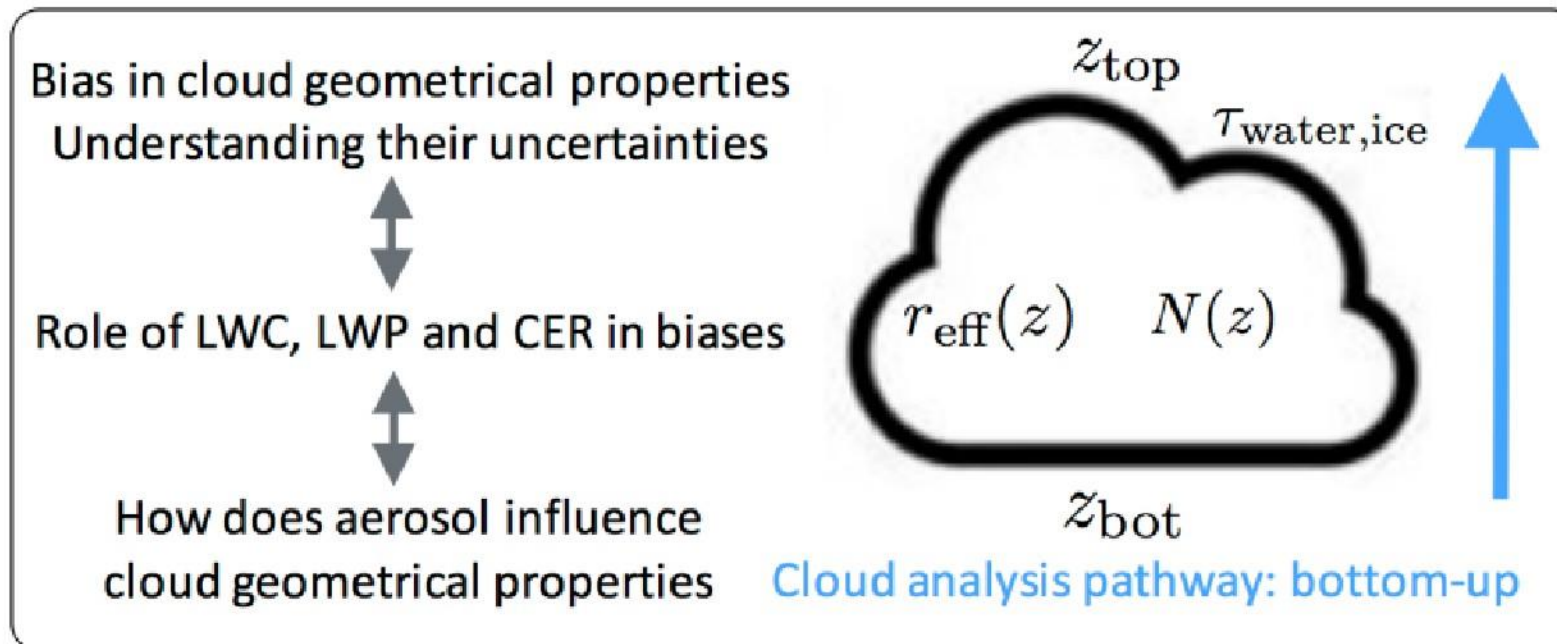 Bias in cloud geometrical properties
Understanding their uncertainties
Role of LWC, LWP and CER in biases
How does aerosol influence
cloud geometrical properties
z_top
τ_water,ice
r_eff(z) N(z)
z_bot
Cloud analysis pathway: bottom-up